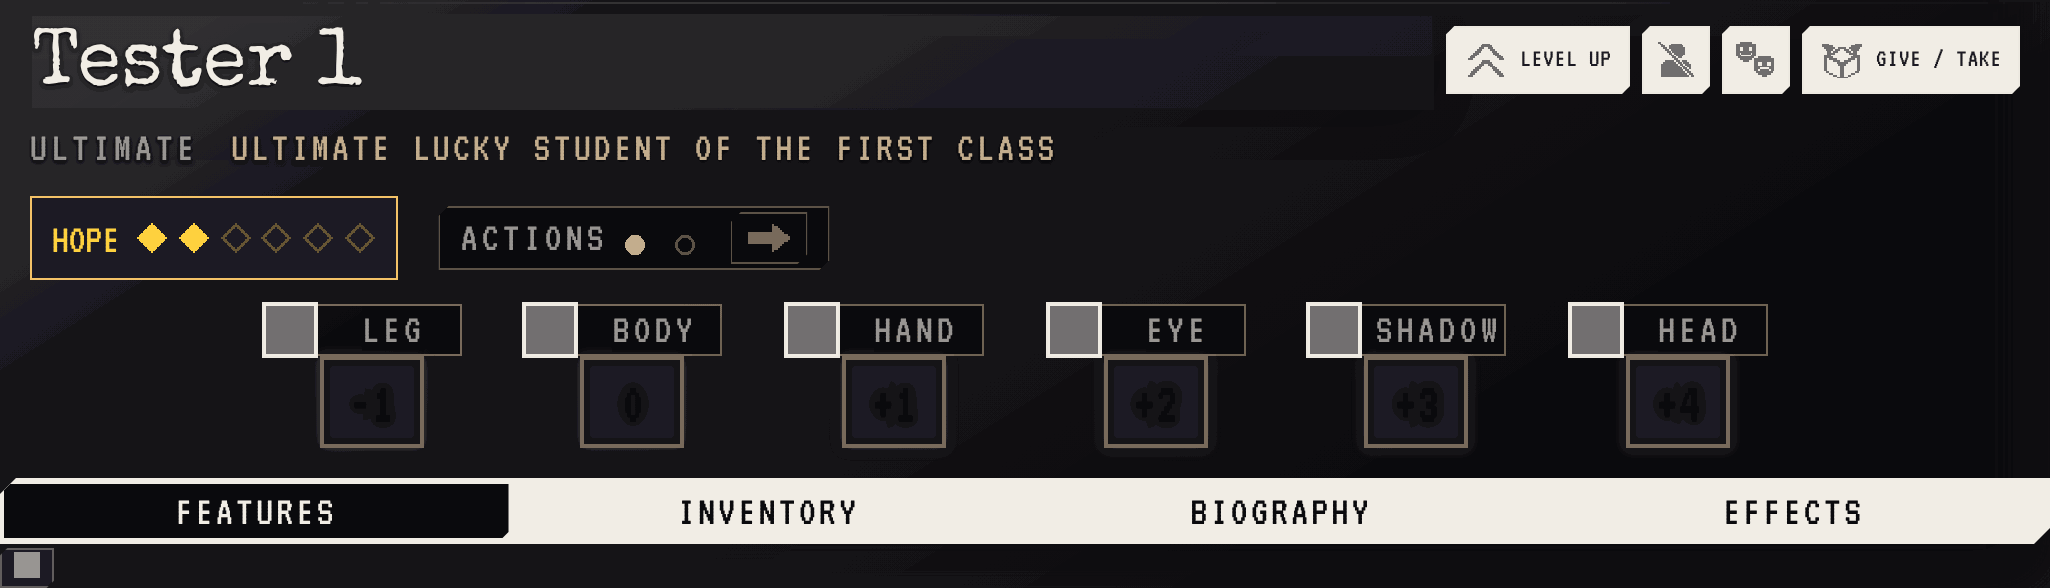 Tester 1
LEVEL UP
GIVE / TAKE
ULTIMATE ULTIMATE LUCKY STUDENT OF THE FIRST CLASS
HOPE
ACTIONS
LEG BODY HAND EYE SHADOW HEAD
-1 0 +1 +2 +3 +4
FEATURES INVENTORY BIOGRAPHY EFFECTS